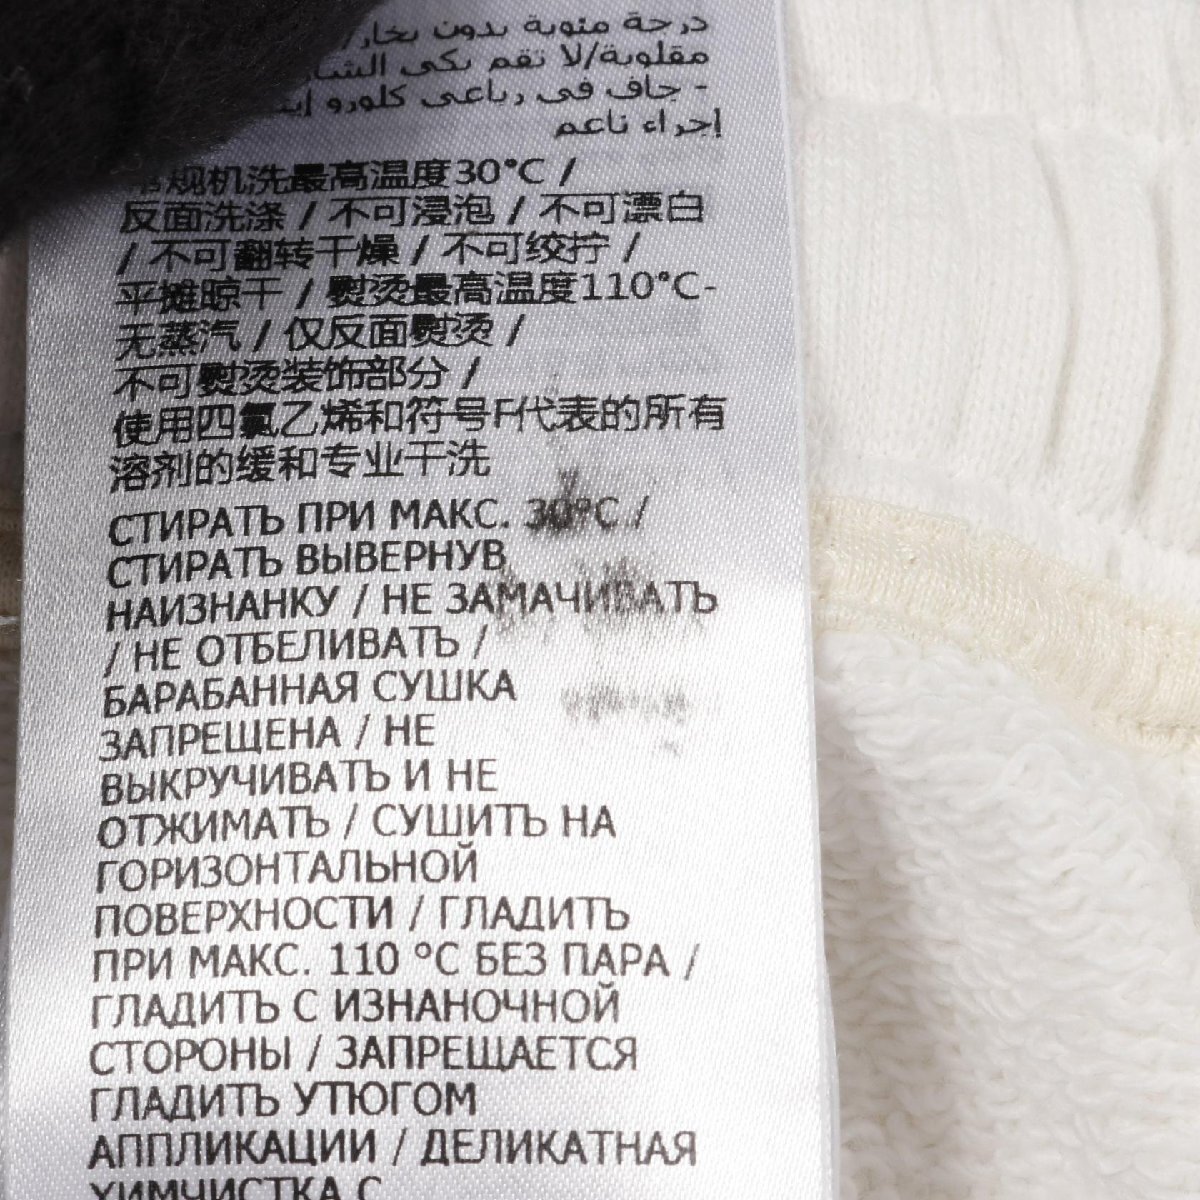 درجة مئوية بدون بخار/
مقلوبة/لا تقم بكي
- جاف في رباعي كلورو
إجراء ناعم
常规机洗最高温度30°C /
反面洗涤 / 不可浸泡 / 不可漂白
/ 不可翻转干燥 / 不可绞拧 /
平摊晾干 / 熨烫最高温度110°C-
无蒸汽 / 仅反面熨烫 /
不可熨烫装饰部分 /
使用四氯乙烯和符号F代表的所有
溶剂的缓和专业干洗
СТИРАТЬ ПРИ МАКС. 30°C /
СТИРАТЬ ВЫВЕРНУВ
НАИЗНАНКУ / НЕ ЗАМАЧИВАТЬ
/ НЕ ОТБЕЛИВАТЬ /
БАРАБАННАЯ СУШКА
ЗАПРЕЩЕНА / НЕ
ВЫКРУЧИВАТЬ И НЕ
ОТЖИМАТЬ / СУШИТЬ НА
ГОРИЗОНТАЛЬНОЙ
ПОВЕРХНОСТИ / ГЛАДИТЬ
ПРИ МАКС. 110 °C БЕЗ ПАРА /
ГЛАДИТЬ С ИЗНАНОЧНОЙ
СТОРОНЫ / ЗАПРЕЩАЕТСЯ
ГЛАДИТЬ УТЮГОМ
АППЛИКАЦИИ / ДЕЛИКАТНАЯ
ХИМЧИСТКА С